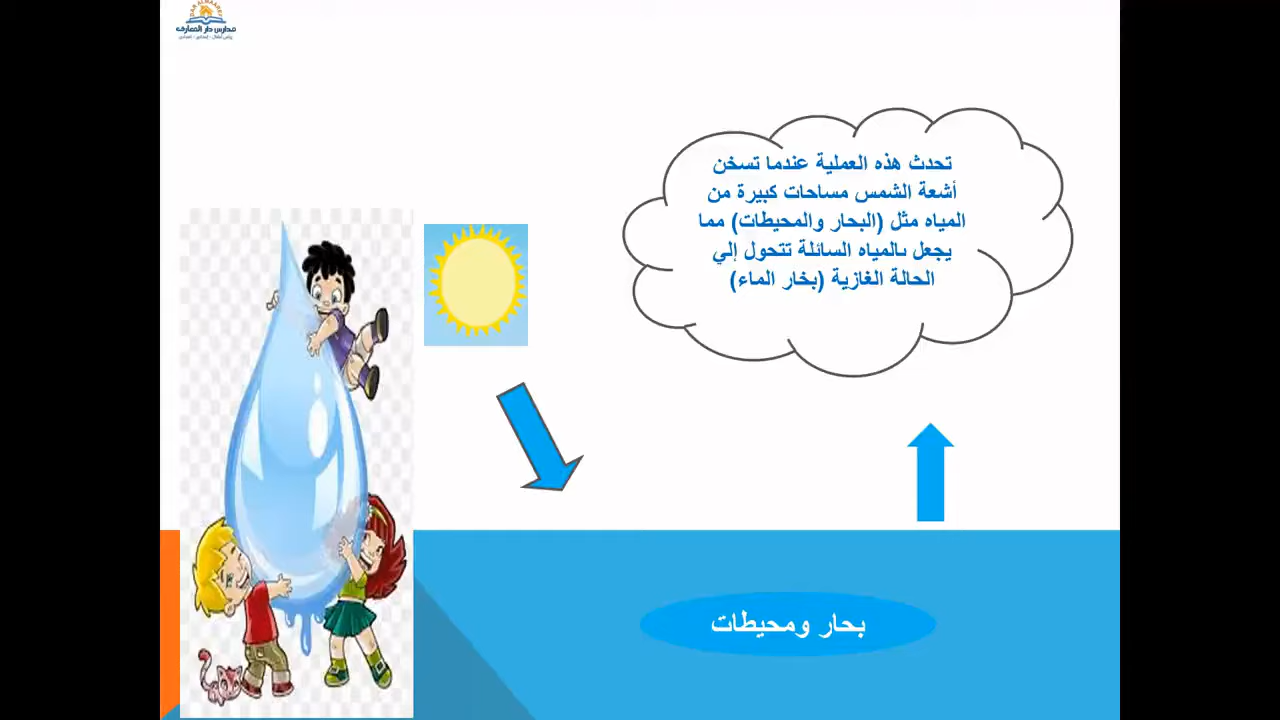 مدارس دار المعارف
تحدث هذه العملية عندما تسخن
أشعة الشمس مساحات كبيرة من
المياه مثل (البحار والمحيطات) مما
يجعل بالمياه السائلة تتحول إلي
الحالة الغازية (بخار الماء)
بحار ومحيطات